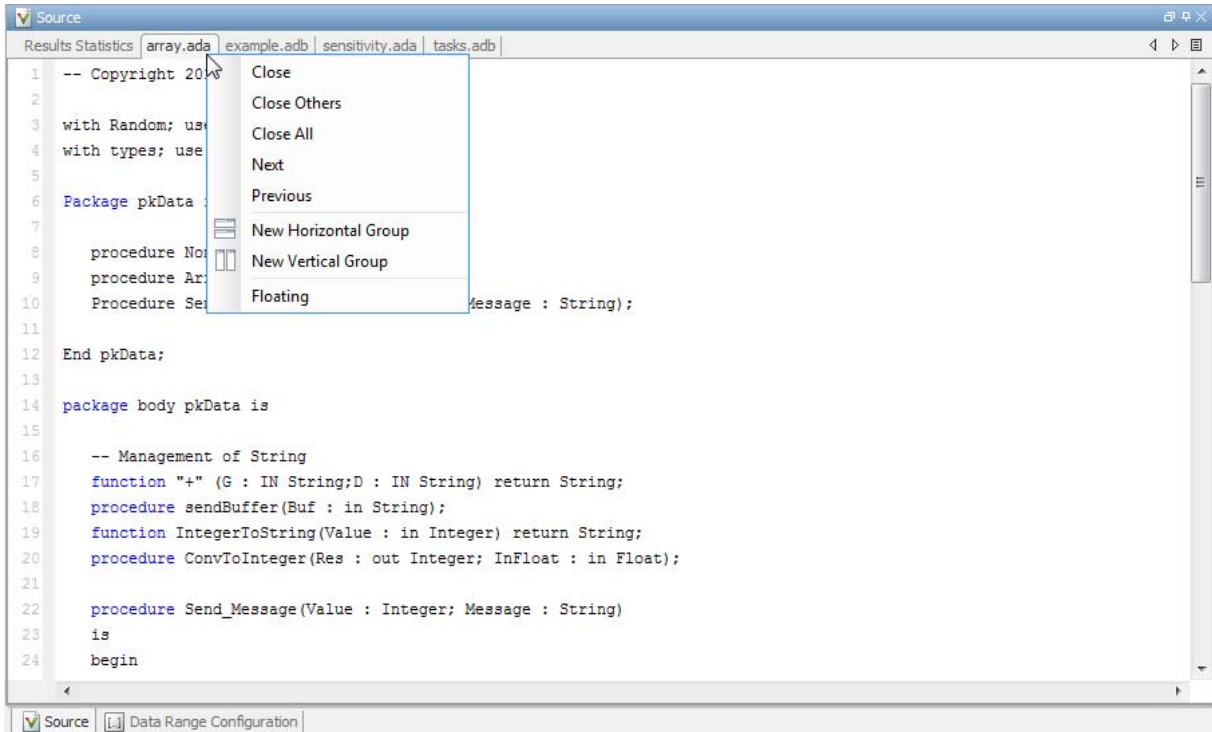 Source
Results Statistics array.ada example.adb sensitivity.ada tasks.adb
1 -- Copyright 20
Close
2
Close Others
3 with Random; use
Close All
4 with types; use
Next
5
6 Package pkData
Previous
7
New Horizontal Group
8 procedure No
New Vertical Group
9 procedure Ar
Floating
10 Procedure Se Message : String);
11
12 End pkData;
13
14 package body pkData is
15
16 -- Management of String
17 function "+" (G : IN String;D : IN String) return String;
18 procedure sendBuffer(Buf : in String);
19 function IntegerToString(Value : in Integer) return String;
20 procedure ConvToInteger(Res : out Integer; InFloat : in Float);
21
22 procedure Send_Message(Value : Integer; Message : String)
23 is
24 begin
Source [..] Data Range Configuration